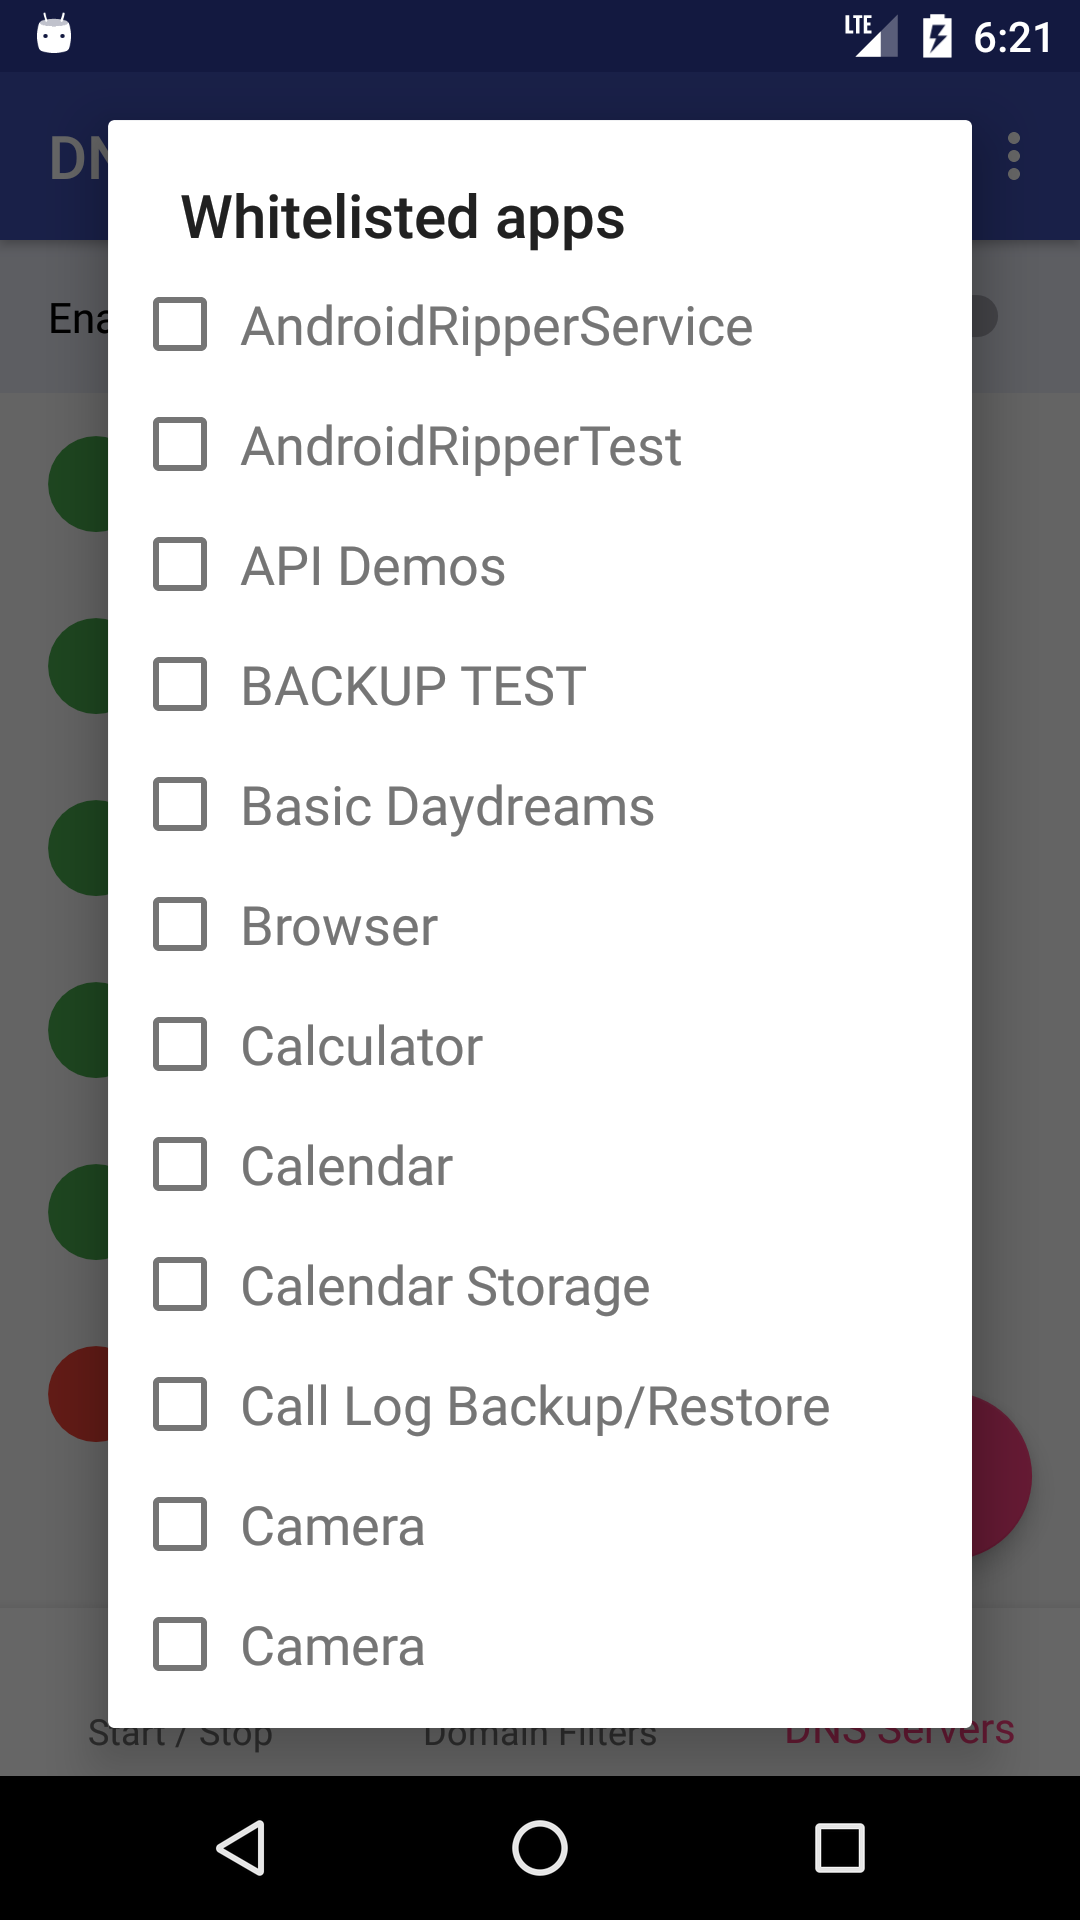 LTE 6:21
DN
Whitelisted apps
Ena
AndroidRipperService
AndroidRipperTest
API Demos
BACKUP TEST
Basic Daydreams
Browser
Calculator
Calendar
Calendar Storage
Call Log Backup/Restore
Camera
Camera
Start / Stop Domain Filters DNS Servers